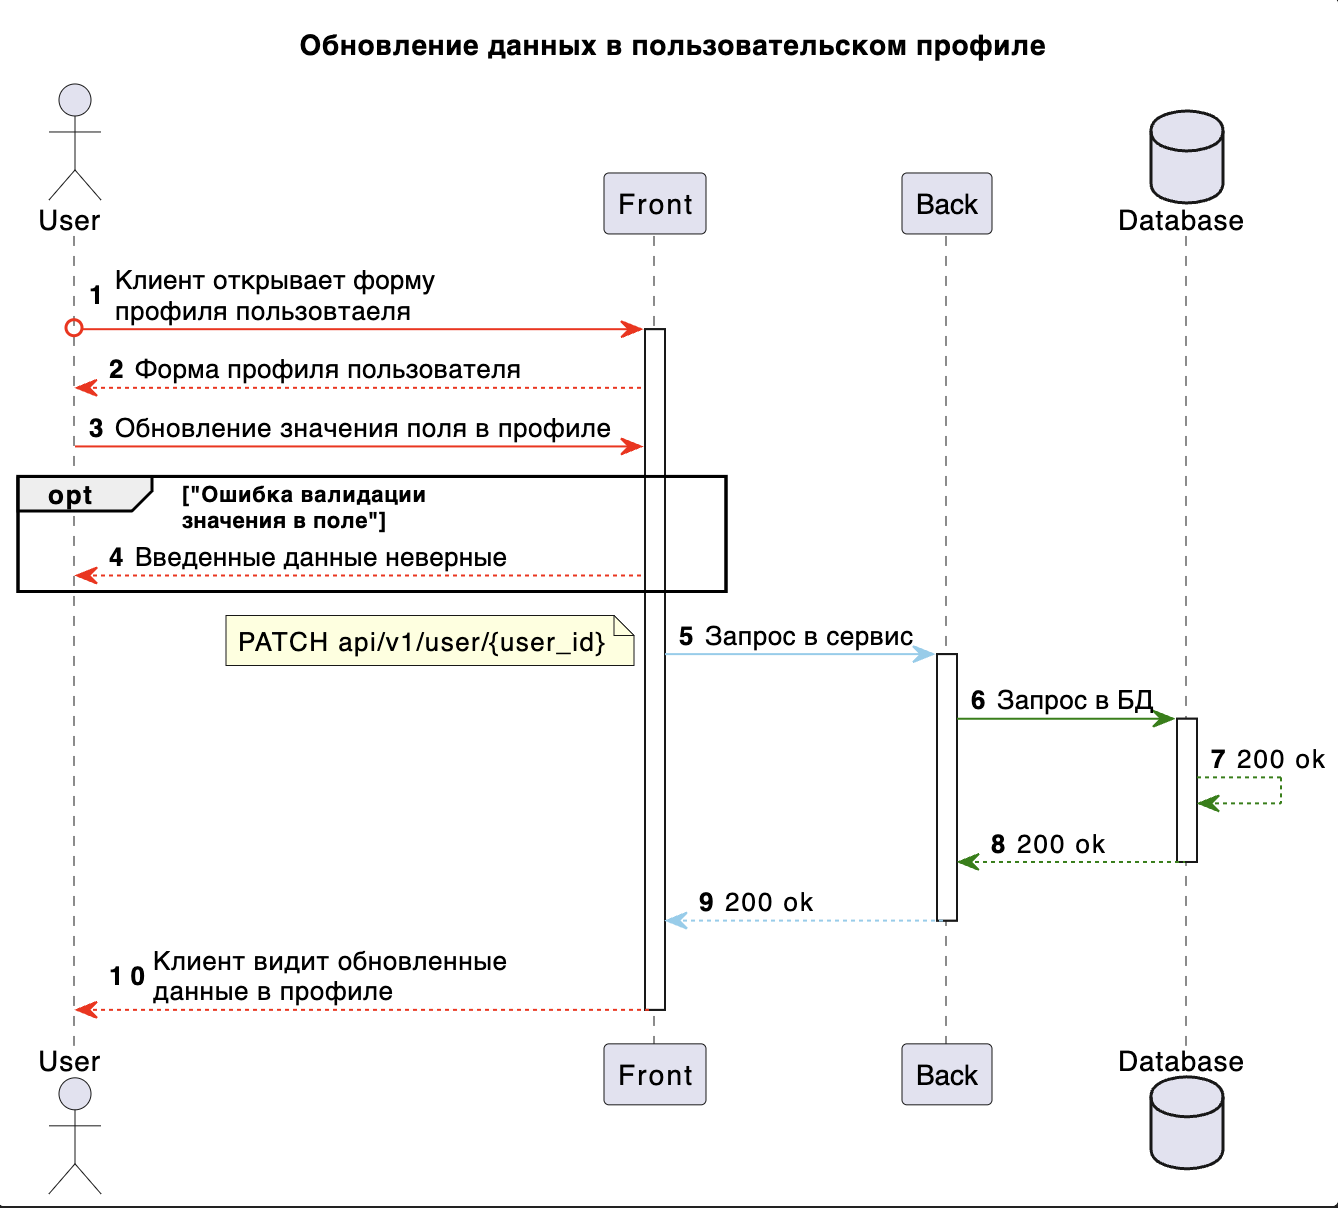 Обновление данных в пользовательском профиле
User
Front
Back
Database
1 Клиент открывает форму
профиля пользовтаеля
2 Форма профиля пользователя
3 Обновление значения поля в профиле
opt ["Ошибка валидации
значения в поле"]
4 Введенные данные неверные
PATCH api/v1/user/{user_id}
5 Запрос в сервис
6 Запрос в БД
7 200 ok
8 200 ok
9 200 ok
10 Клиент видит обновленные
данные в профиле
User
Front
Back
Database